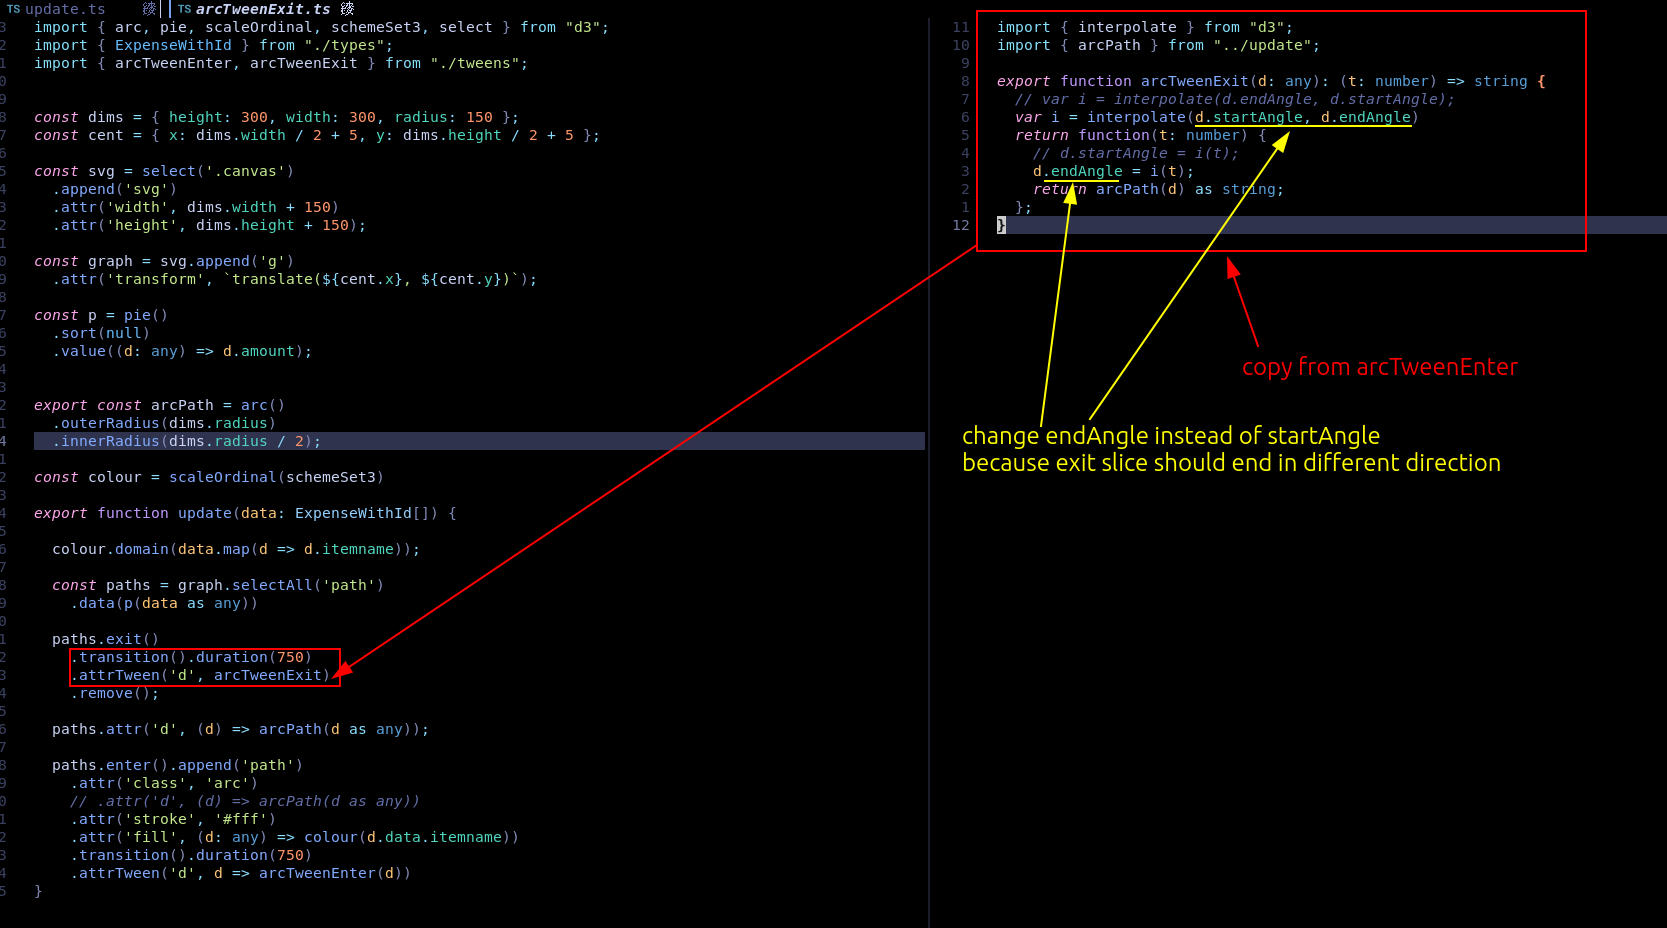 TS update.ts
TS arcTweenExit.ts
3 import { arc, pie, scaleOrdinal, schemeSet3, select } from "d3";
2 import { ExpenseWithId } from "./types";
1 import { arcTweenEnter, arcTweenExit } from "./tweens";
0
9
8 const dims = { height: 300, width: 300, radius: 150 };
7 const cent = { x: dims.width / 2 + 5, y: dims.height / 2 + 5 };
6
5 const svg = select('.canvas')
4   .append('svg')
3   .attr('width', dims.width + 150)
2   .attr('height', dims.height + 150);
1
0 const graph = svg.append('g')
9   .attr('transform', `translate(${cent.x}, ${cent.y})`);
8
7 const p = pie()
6   .sort(null)
5   .value((d: any) => d.amount);
4
3
2 export const arcPath = arc()
1   .outerRadius(dims.radius)
4   .innerRadius(dims.radius / 2);
1
2 const colour = scaleOrdinal(schemeSet3)
3
4 export function update(data: ExpenseWithId[]) {
5
6   colour.domain(data.map(d => d.itemname));
7
8   const paths = graph.selectAll('path')
9     .data(p(data as any))
0
1   paths.exit()
2     .transition().duration(750)
3     .attrTween('d', arcTweenExit)
4     .remove();
5
6   paths.attr('d', (d) => arcPath(d as any));
7
8   paths.enter().append('path')
9     .attr('class', 'arc')
0     // .attr('d', (d) => arcPath(d as any))
1     .attr('stroke', '#fff')
2     .attr('fill', (d: any) => colour(d.data.itemname))
3     .transition().duration(750)
4     .attrTween('d', d => arcTweenEnter(d))
5 }
11 import { interpolate } from "d3";
10 import { arcPath } from "../update";
9
8 export function arcTweenExit(d: any): (t: number) => string {
7   // var i = interpolate(d.endAngle, d.startAngle);
6   var i = interpolate(d.startAngle, d.endAngle)
5   return function(t: number) {
4     // d.startAngle = i(t);
3     d.endAngle = i(t);
2     return arcPath(d) as string;
1   };
12 }
copy from arcTweenEnter
change endAngle instead of startAngle
because exit slice should end in different direction